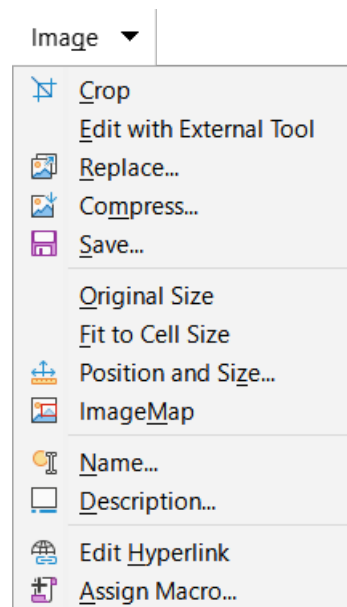 Image
Crop
Edit with External Tool
Replace...
Compress...
Save...
Original Size
Fit to Cell Size
Position and Size...
ImageMap
Name...
Description...
Edit Hyperlink
Assign Macro...